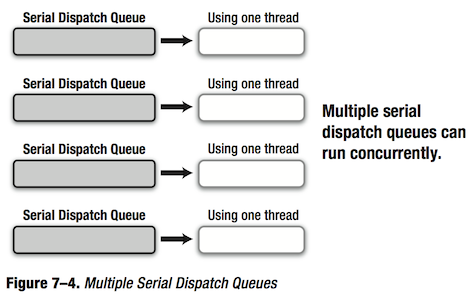 Serial Dispatch Queue Using one thread
Serial Dispatch Queue Using one thread
Multiple serial
dispatch queues can
run concurrently.
Serial Dispatch Queue Using one thread
Serial Dispatch Queue Using one thread
Figure 7–4. Multiple Serial Dispatch Queues